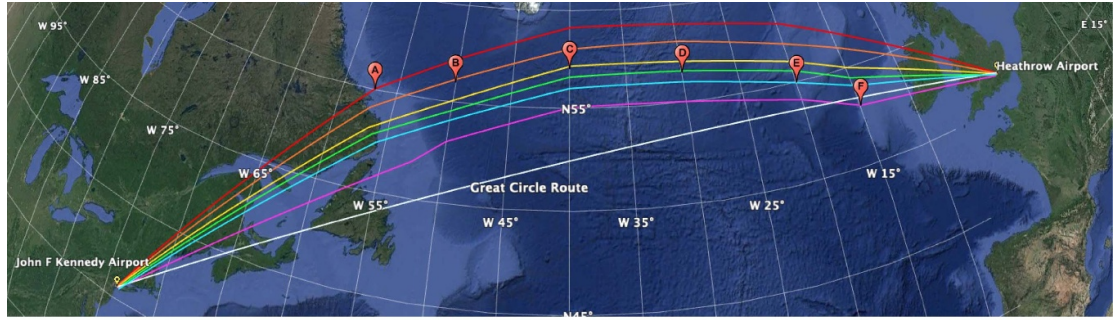 W 95°
E 15°
W 85°
A
B
C
D
E
F
Heathrow Airport
N55°
W 75°
W 65°
W 15°
Great Circle Route
W 55°
W 25°
W 45°
W 35°
John F Kennedy Airport
N45°